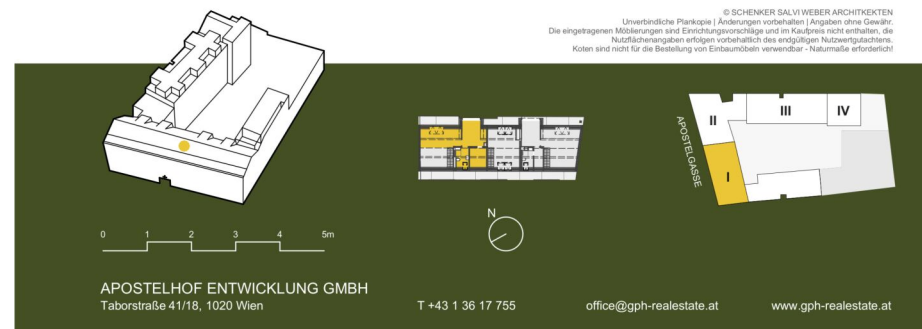 © SCHENKER SALVI WEBER ARCHITKEKTEN
Unverbindliche Plankopie | Änderungen vorbehalten | Angaben ohne Gewähr.
Die eingetragenen Möblierungen sind Einrichtungsvorschläge und im Kaufpreis nicht enthalten, die
Nutzflächenangaben erfolgen vorbehaltlich des endgültigen Nutzwertgutachtens.
Koten sind nicht für die Bestellung von Einbaumöbeln verwendbar - Naturmaße erforderlich!
II
III
IV
APOSTELGASSE
I
N
0 1 2 3 4 5m
APOSTELHOF ENTWICKLUNG GMBH
Taborstraße 41/18, 1020 Wien
T +43 1 36 17 755
office@gph-realestate.at
www.gph-realestate.at